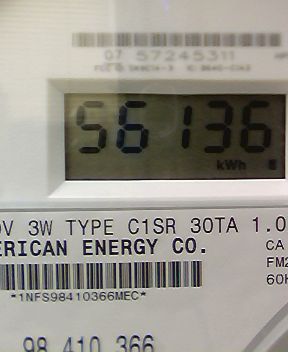 07 57245311
56136
kWh
V 3W TYPE C1SR 30TA 1.0
ERICAN ENERGY CO.
CA
FM2
60H
*1NFS98410366MEC*
98 410 366